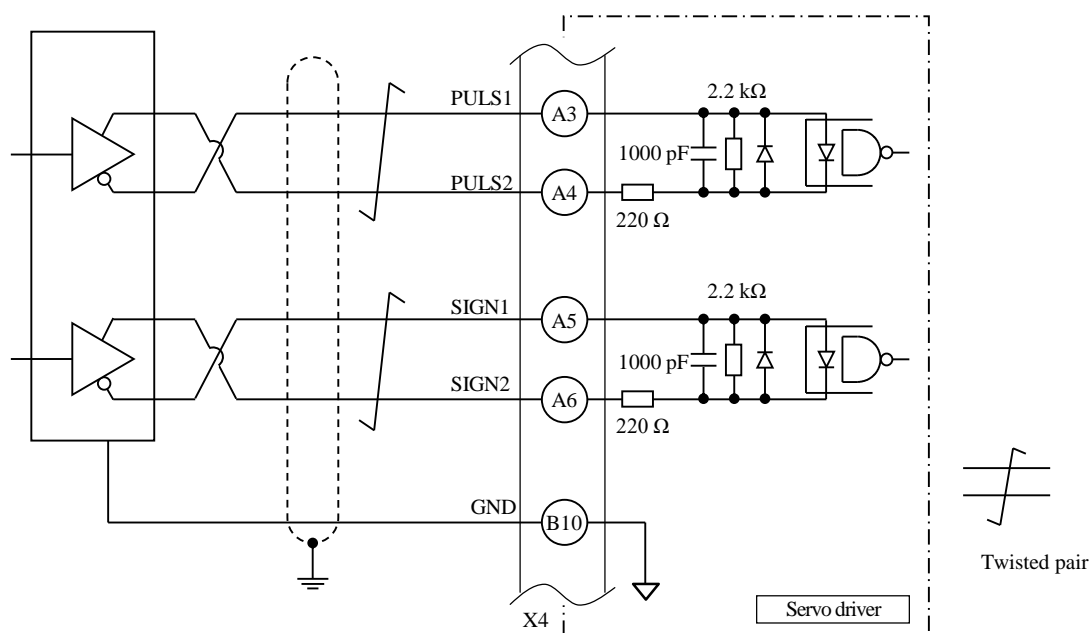 2.2 kΩ
PULS1
A3
1000 pF
PULS2
A4
220 Ω
2.2 kΩ
SIGN1
A5
1000 pF
SIGN2
A6
220 Ω
GND
B10
Twisted pair
Servo driver
X4